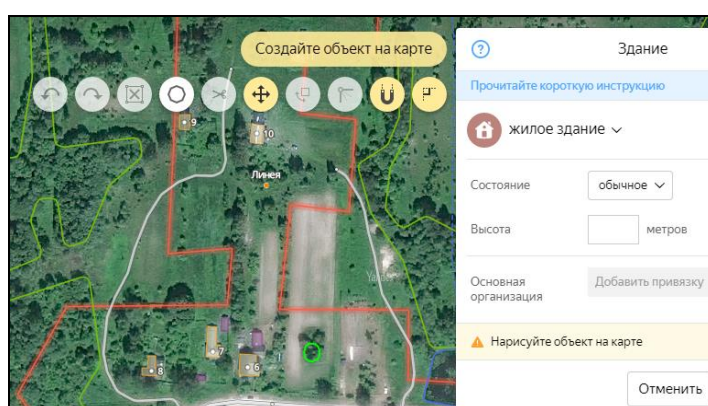 Создайте объект на карте
Здание
Прочитайте короткую инструкцию
жилое здание
9
10
Линея
Состояние
обычное
Высота
метров
Основная организация
Добавить привязку
7
6
8
Нарисуйте объект на карте
Отменить